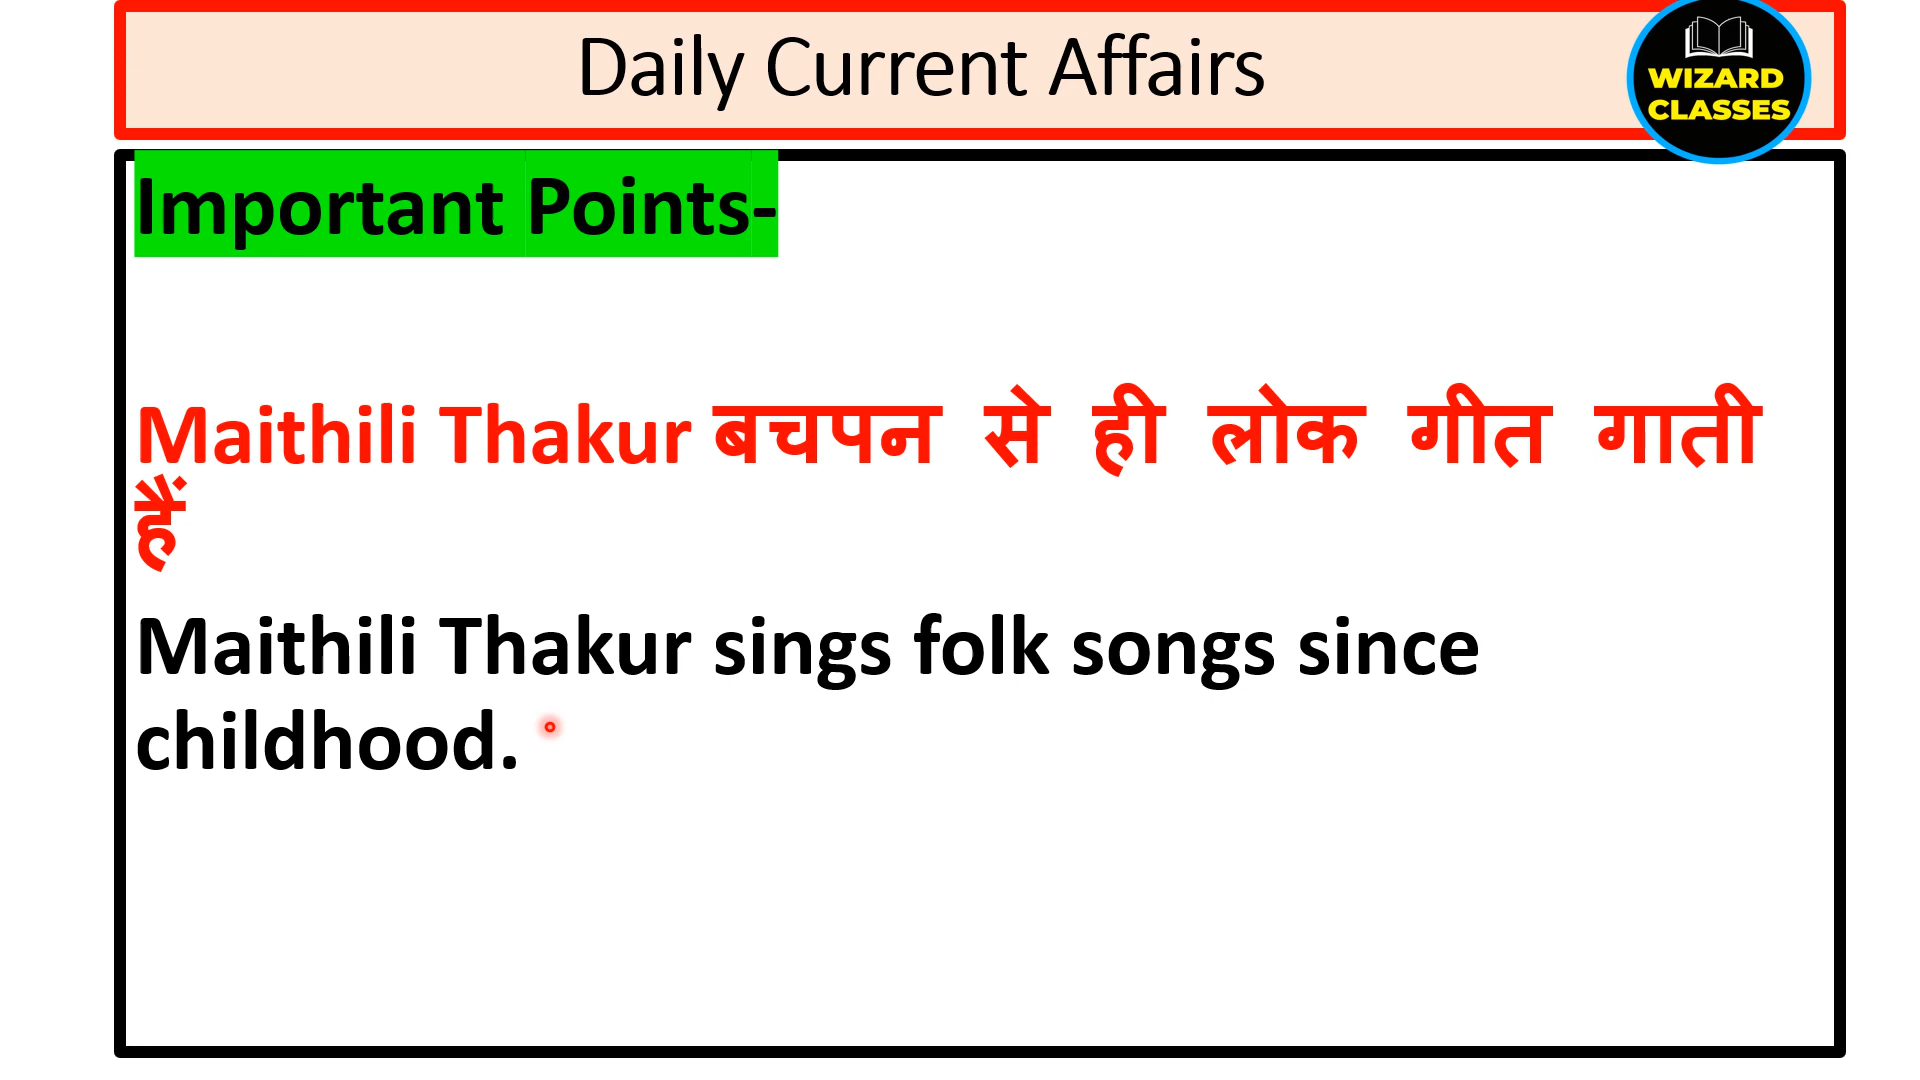 Daily Current Affairs
WIZARD
CLASSES
Important Points-
Maithili Thakur बचपन से ही लोक गीत गाती
हैं
Maithili Thakur sings folk songs since
childhood.